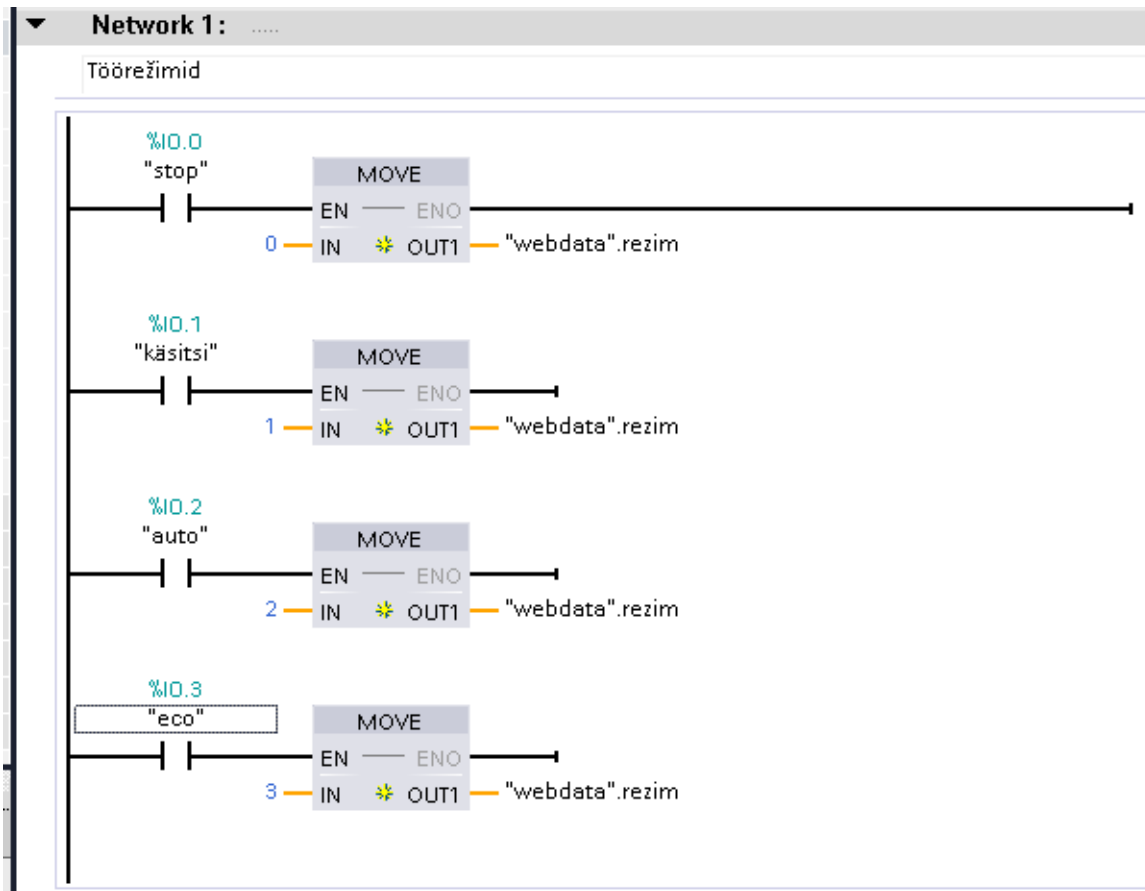 Network 1: .....
Töörežimid
%I0.0
"stop"
MOVE
EN ENO
0 IN OUT1 "webdata".rezim
%I0.1
"käsitsi"
MOVE
EN ENO
1 IN OUT1 "webdata".rezim
%I0.2
"auto"
MOVE
EN ENO
2 IN OUT1 "webdata".rezim
%I0.3
"eco"
MOVE
EN ENO
3 IN OUT1 "webdata".rezim